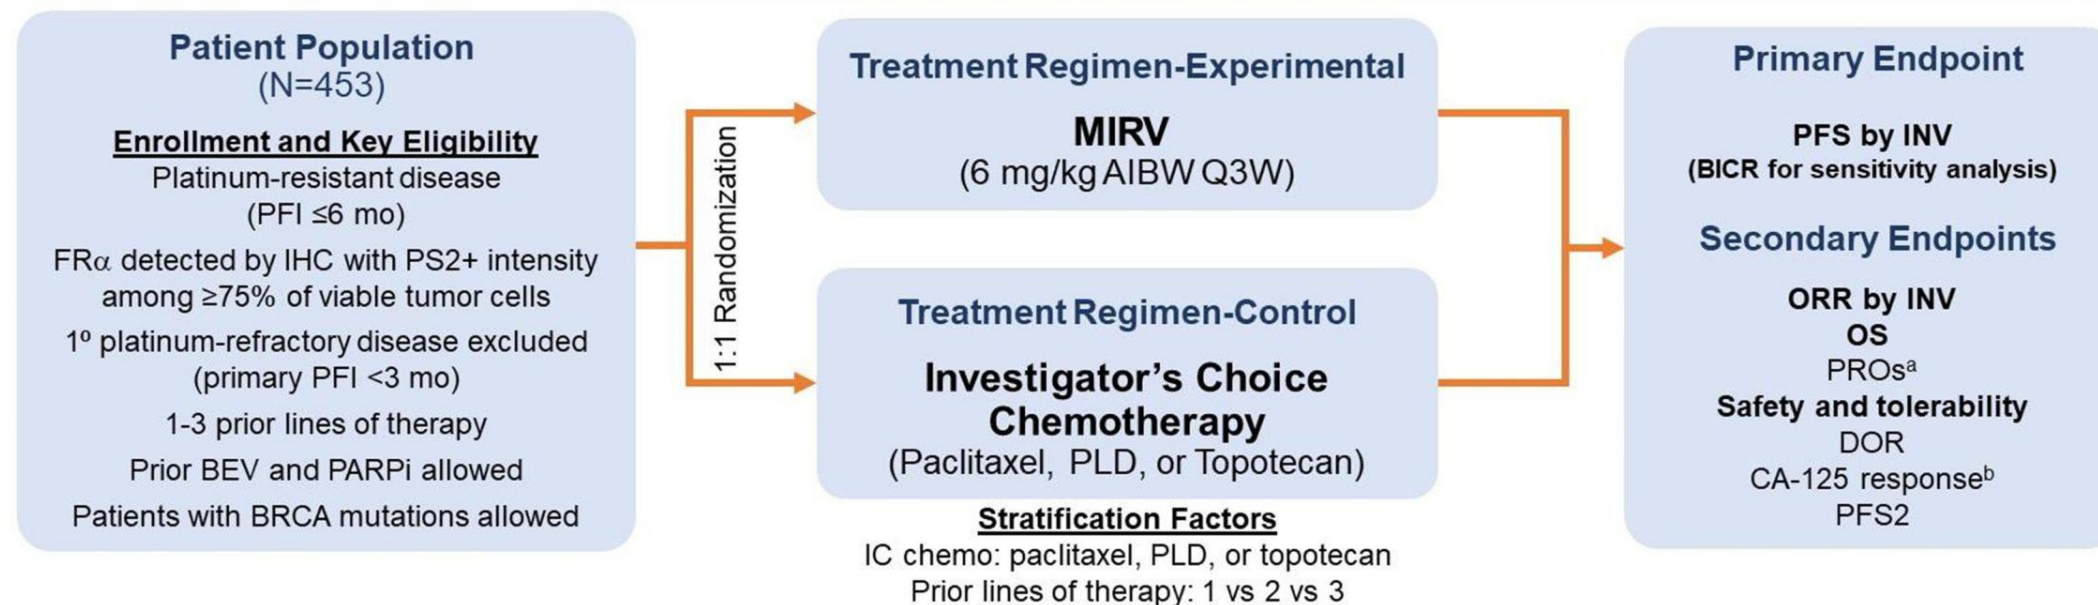 Patient Population
(N=453)
Enrollment and Key Eligibility
Platinum-resistant disease
(PFI ≤6 mo)
FRα detected by IHC with PS2+ intensity
among ≥75% of viable tumor cells
1º platinum-refractory disease excluded
(primary PFI <3 mo)
1-3 prior lines of therapy
Prior BEV and PARPi allowed
Patients with BRCA mutations allowed
1:1 Randomization
Treatment Regimen-Experimental
MIRV
(6 mg/kg AIBW Q3W)
Treatment Regimen-Control
Investigator’s Choice
Chemotherapy
(Paclitaxel, PLD, or Topotecan)
Stratification Factors
IC chemo: paclitaxel, PLD, or topotecan
Prior lines of therapy: 1 vs 2 vs 3
Primary Endpoint
PFS by INV
(BICR for sensitivity analysis)
Secondary Endpoints
ORR by INV
OS
PROsᵃ
Safety and tolerability
DOR
CA-125 responseᵇ
PFS2